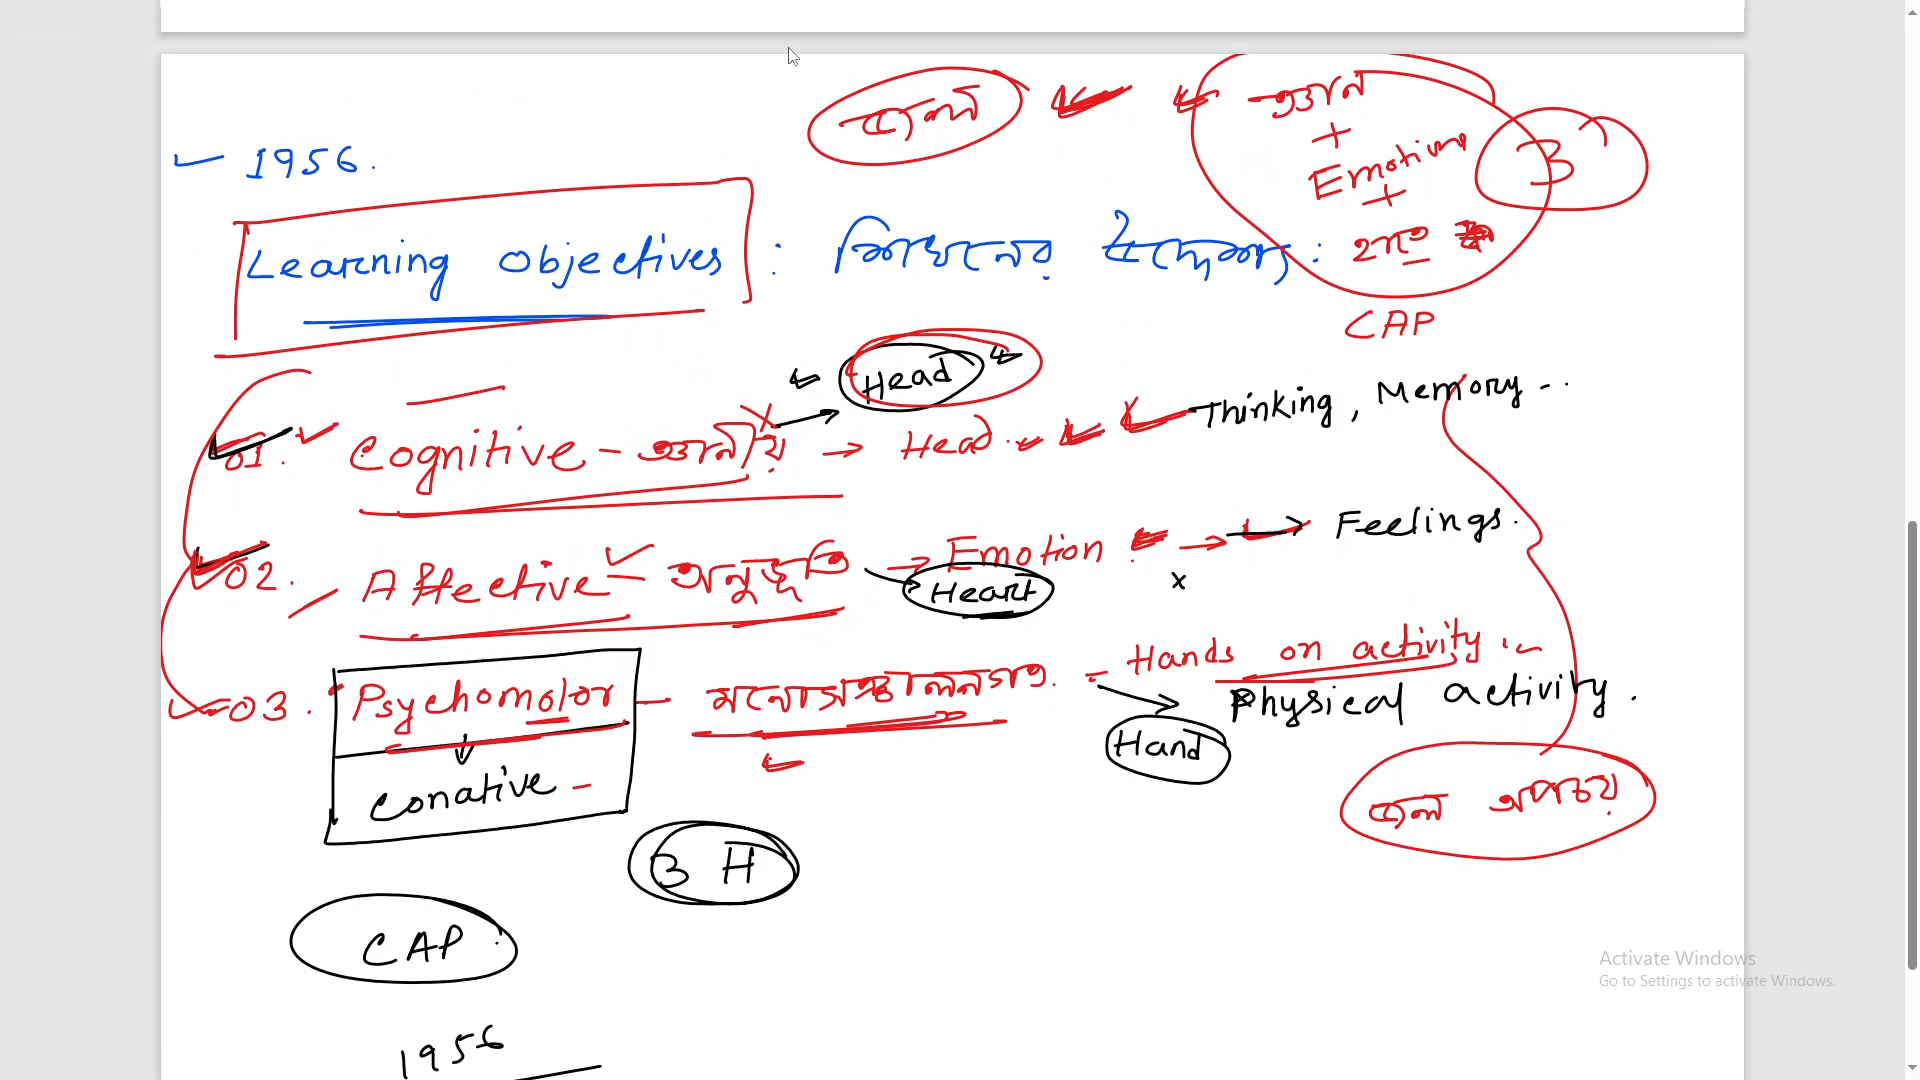 জ্ঞান
+
Emotion
+
3
1956.
Learning Objectives : শিখনের উদ্দেশ্য :
CAP
Head
01. Cognitive - জ্ঞানীয় → Head. Thinking, Memory..
02. Affective - অনুভূতি → Emotion → Feelings.
Heart
x
03. Psychomotor - মনোসঞ্চালনগত. - Hands on activity.
Physical activity.
Hand
Conative -
3 H
CAP
1956
Activate Windows
Go to Settings to activate Windows.